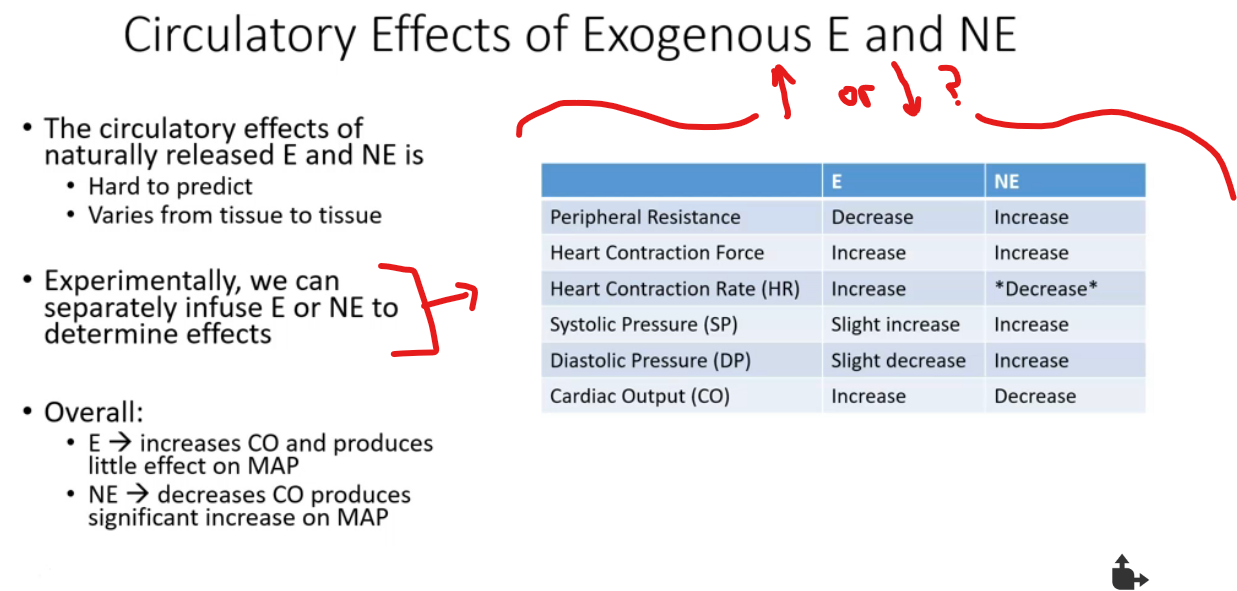 Circulatory Effects of Exogenous E and NE
↑ or ↓ ?
• The circulatory effects of
naturally released E and NE is
• Hard to predict
• Varies from tissue to tissue
• Experimentally, we can
separately infuse E or NE to
determine effects
• Overall:
• E → increases CO and produces
little effect on MAP
• NE → decreases CO produces
significant increase on MAP
E NE
Peripheral Resistance Decrease Increase
Heart Contraction Force Increase Increase
Heart Contraction Rate (HR) Increase *Decrease*
Systolic Pressure (SP) Slight increase Increase
Diastolic Pressure (DP) Slight decrease Increase
Cardiac Output (CO) Increase Decrease